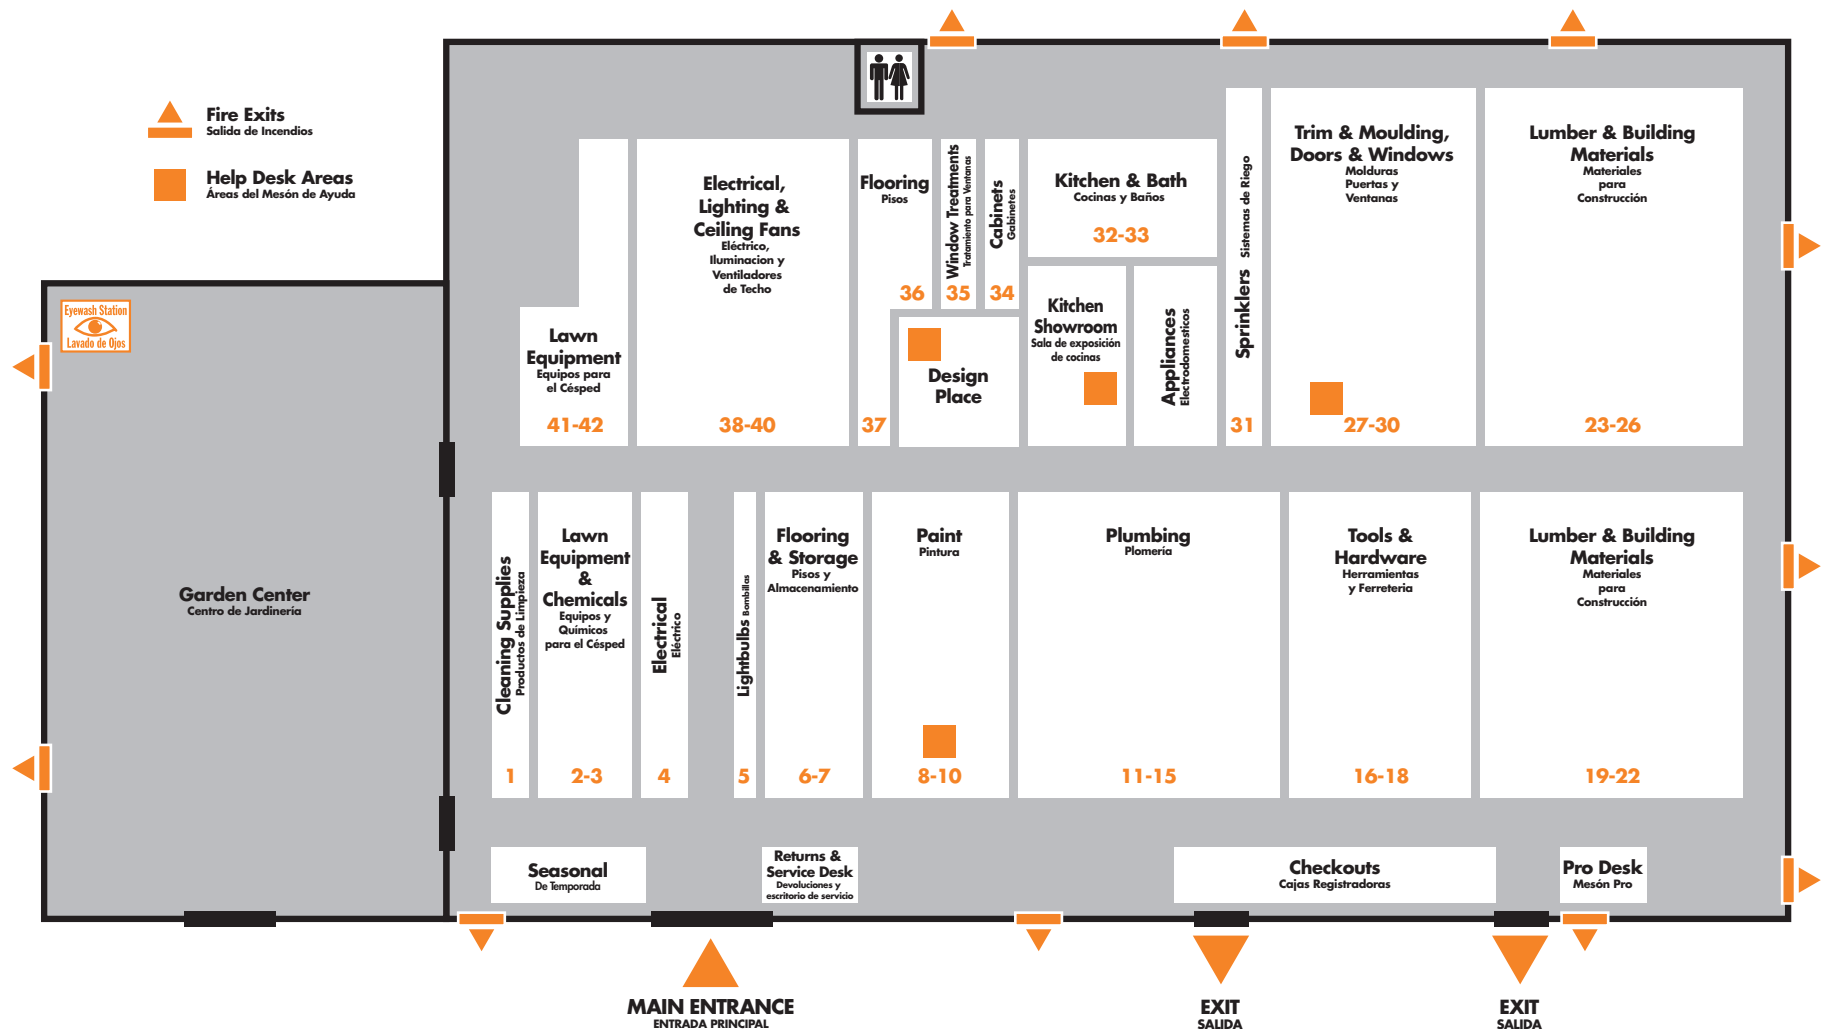 Fire Exits
Salida de Incendios
Help Desk Areas
Áreas del Mesón de Ayuda
Eyewash Station
Lavado de Ojos
Garden Center
Centro de Jardinería
Lawn
Equipment
Equipos para
el Césped
41-42
Electrical,
Lighting &
Ceiling Fans
Eléctrico,
Iluminacion y
Ventiladores
de Techo
38-40
Flooring
Pisos
36
37
Window Treatments
Tratamiento para Ventanas
35
Cabinets
Gabinetes
34
Design
Place
Kitchen & Bath
Cocinas y Baños
32-33
Kitchen
Showroom
Sala de exposición
de cocinas
Appliances
Electrodomesticos
Sprinklers Sistemas de Riego
31
Trim & Moulding,
Doors & Windows
Molduras
Puertas y
Ventanas
27-30
Lumber & Building
Materials
Materiales
para
Construcción
23-26
Cleaning Supplies
Productos de Limpieza
1
Lawn
Equipment
&
Chemicals
Equipos y
Químicos
para el Césped
2-3
Electrical
Eléctrico
4
Lightbulbs Bombillas
5
Flooring
& Storage
Pisos y
Almacenamiento
6-7
Paint
Pintura
8-10
Plumbing
Plomería
11-15
Tools &
Hardware
Herramientas
y Ferreteria
16-18
Lumber & Building
Materials
Materiales
para
Construcción
19-22
Seasonal
De Temporada
Returns &
Service Desk
Devoluciones y
escritorio de servicio
Checkouts
Cajas Registradoras
Pro Desk
Mesón Pro
MAIN ENTRANCE
ENTRADA PRINCIPAL
EXIT
SALIDA
EXIT
SALIDA